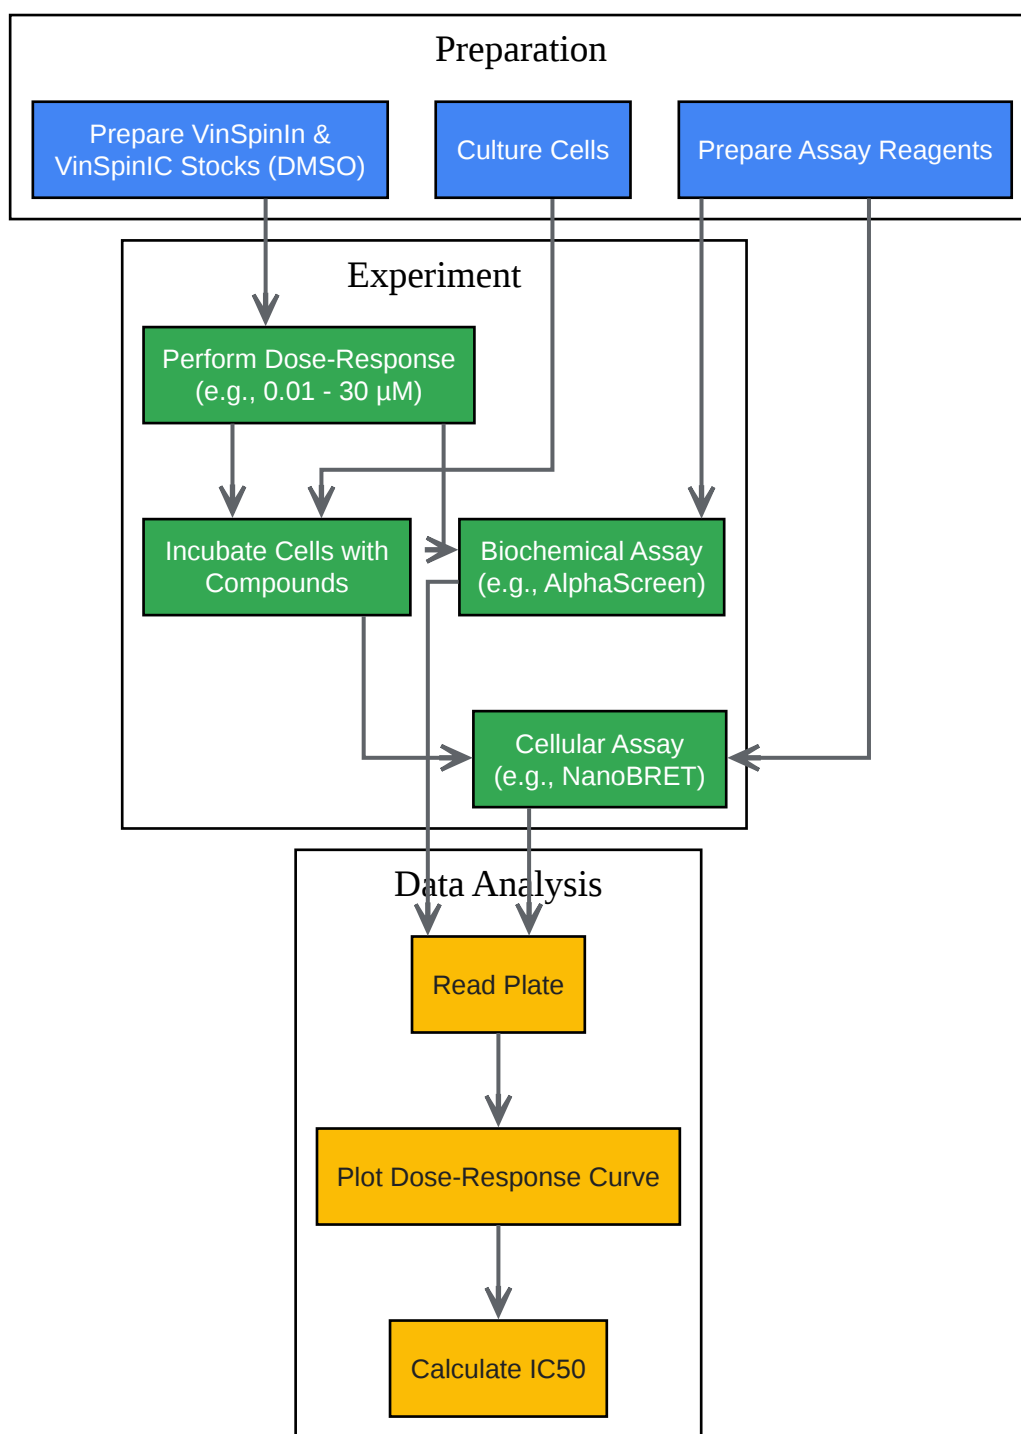 Preparation
Prepare VinSpinIn &
VinSpinIC Stocks (DMSO)
Culture Cells
Prepare Assay Reagents
Experiment
Perform Dose-Response
(e.g., 0.01 - 30 µM)
Incubate Cells with
Compounds
Biochemical Assay
(e.g., AlphaScreen)
Cellular Assay
(e.g., NanoBRET)
Data Analysis
Read Plate
Plot Dose-Response Curve
Calculate IC50